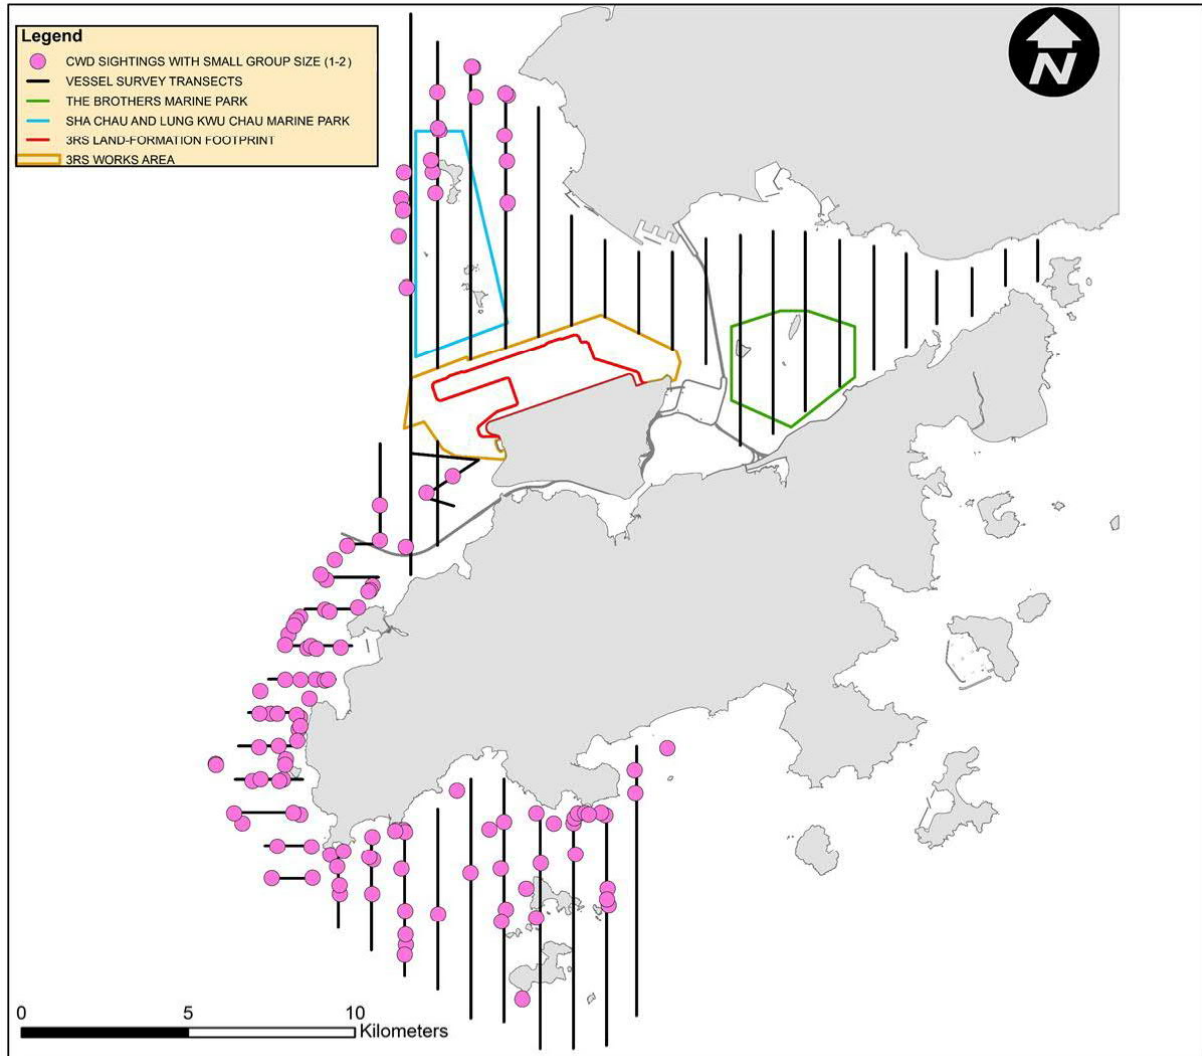 Legend
CWD SIGHTINGS WITH SMALL GROUP SIZE (1-2)
VESSEL SURVEY TRANSECTS
THE BROTHERS MARINE PARK
SHA CHAU AND LUNG KWU CHAU MARINE PARK
3RS LAND-FORMATION FOOTPRINT
3RS WORKS AREA
N
0 5 10
Kilometers